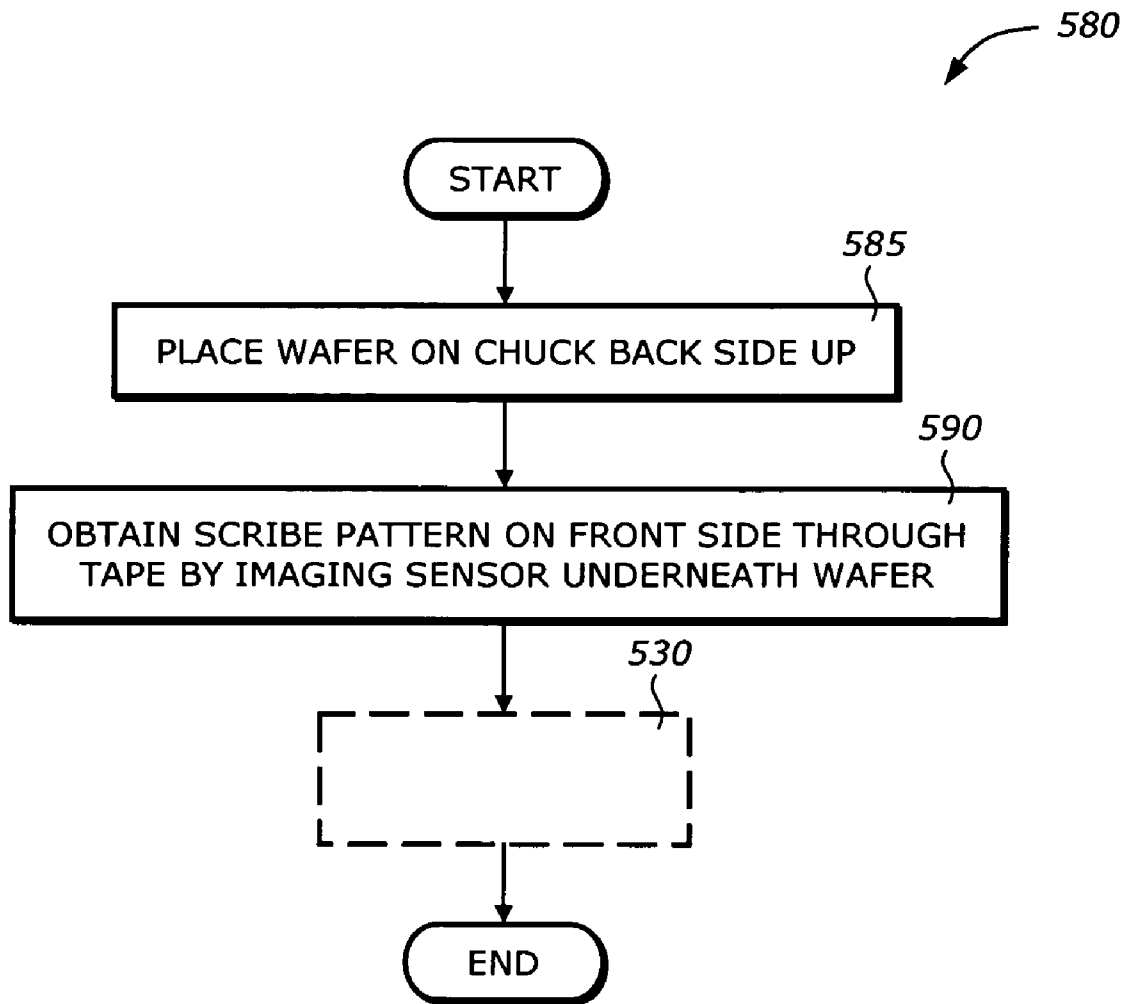 580
START
585
PLACE WAFER ON CHUCK BACK SIDE UP
590
OBTAIN SCRIBE PATTERN ON FRONT SIDE THROUGH
TAPE BY IMAGING SENSOR UNDERNEATH WAFER
530
END